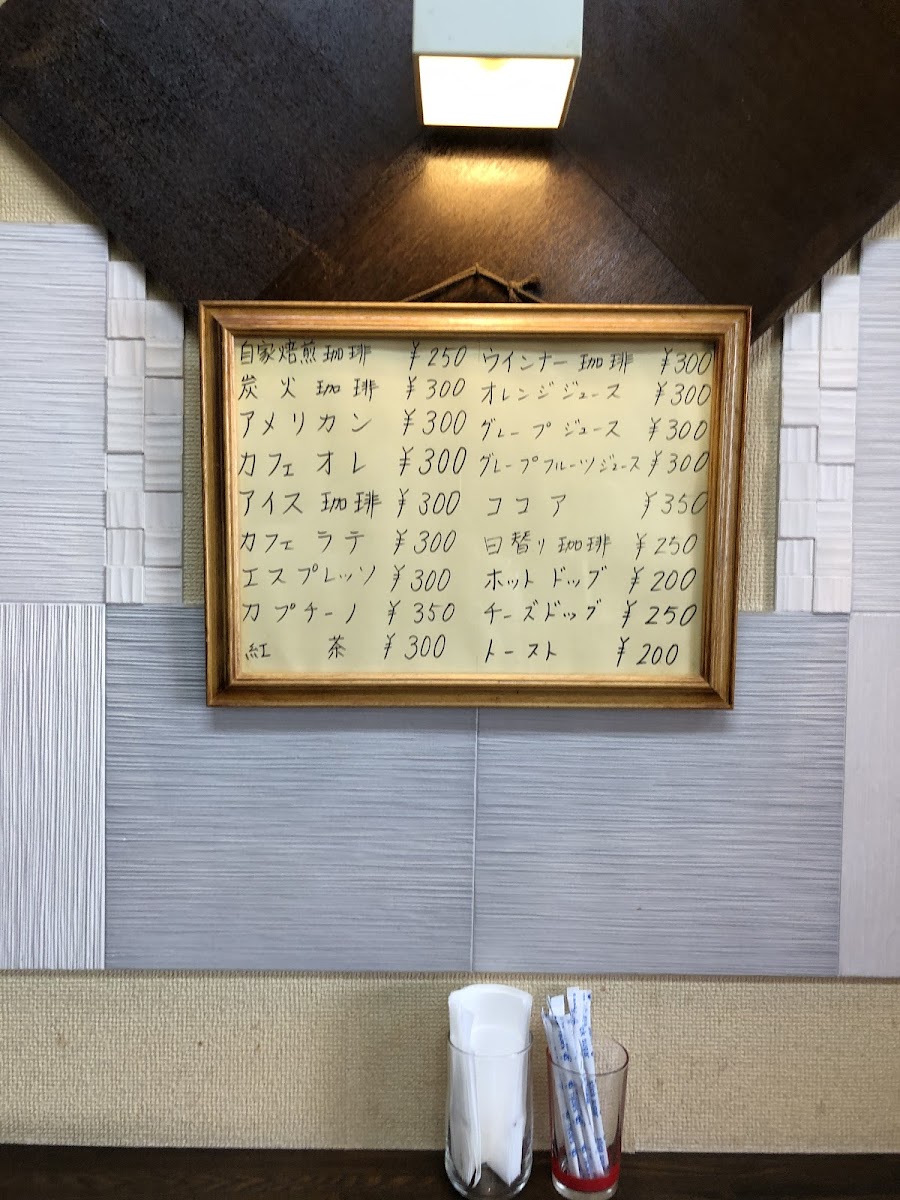 自家焙煎珈琲 ¥250
炭火珈琲 ¥300
アメリカン ¥300
カフェオレ ¥300
アイス珈琲 ¥300
カフェラテ ¥300
エスプレッソ ¥300
カプチーノ ¥350
紅茶 ¥300
ウインナー珈琲 ¥300
オレンジジュース ¥300
グレープジュース ¥300
グレープフルーツジュース ¥300
ココア ¥350
日替り珈琲 ¥250
ホットドッグ ¥200
チーズドッグ ¥250
トースト ¥200